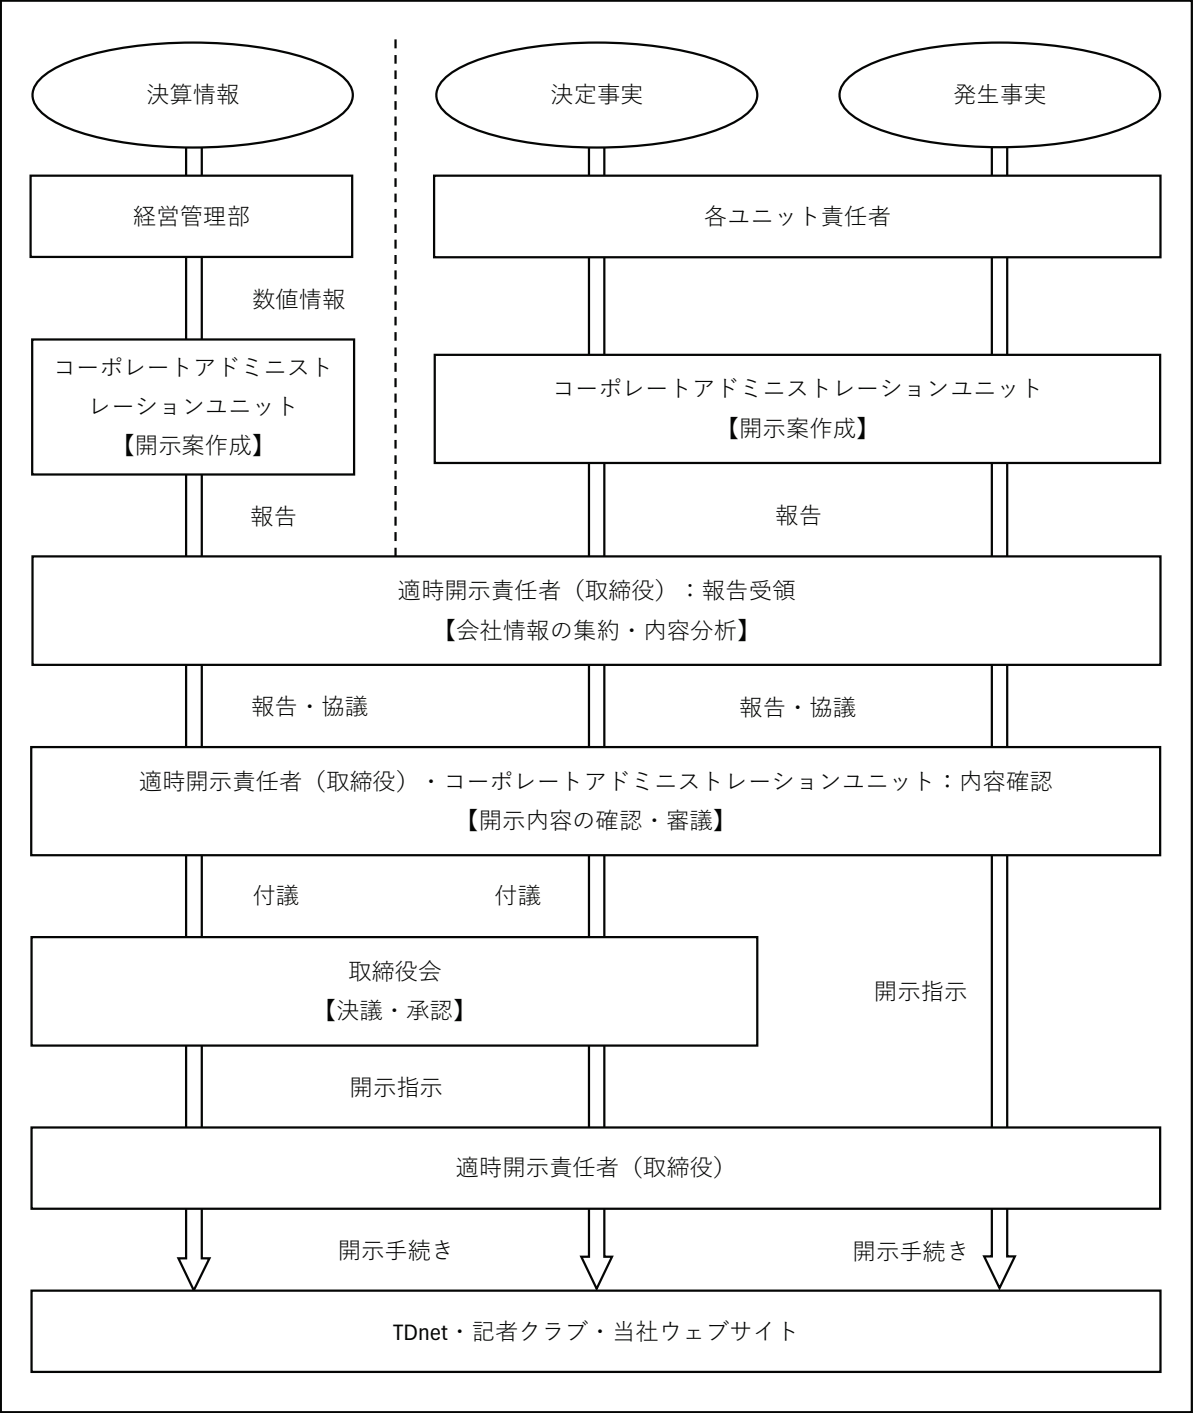 決算情報
決定事実
発生事実
経営管理部
各ユニット責任者
数値情報
コーポレートアドミニスト
レーションユニット
【開示案作成】
コーポレートアドミニストレーションユニット
【開示案作成】
報告
報告
適時開示責任者（取締役）：報告受領
【会社情報の集約・内容分析】
報告・協議
報告・協議
適時開示責任者（取締役）・コーポレートアドミニストレーションユニット：内容確認
【開示内容の確認・審議】
付議
付議
取締役会
【決議・承認】
開示指示
開示指示
適時開示責任者（取締役）
開示手続き
開示手続き
TDnet・記者クラブ・当社ウェブサイト